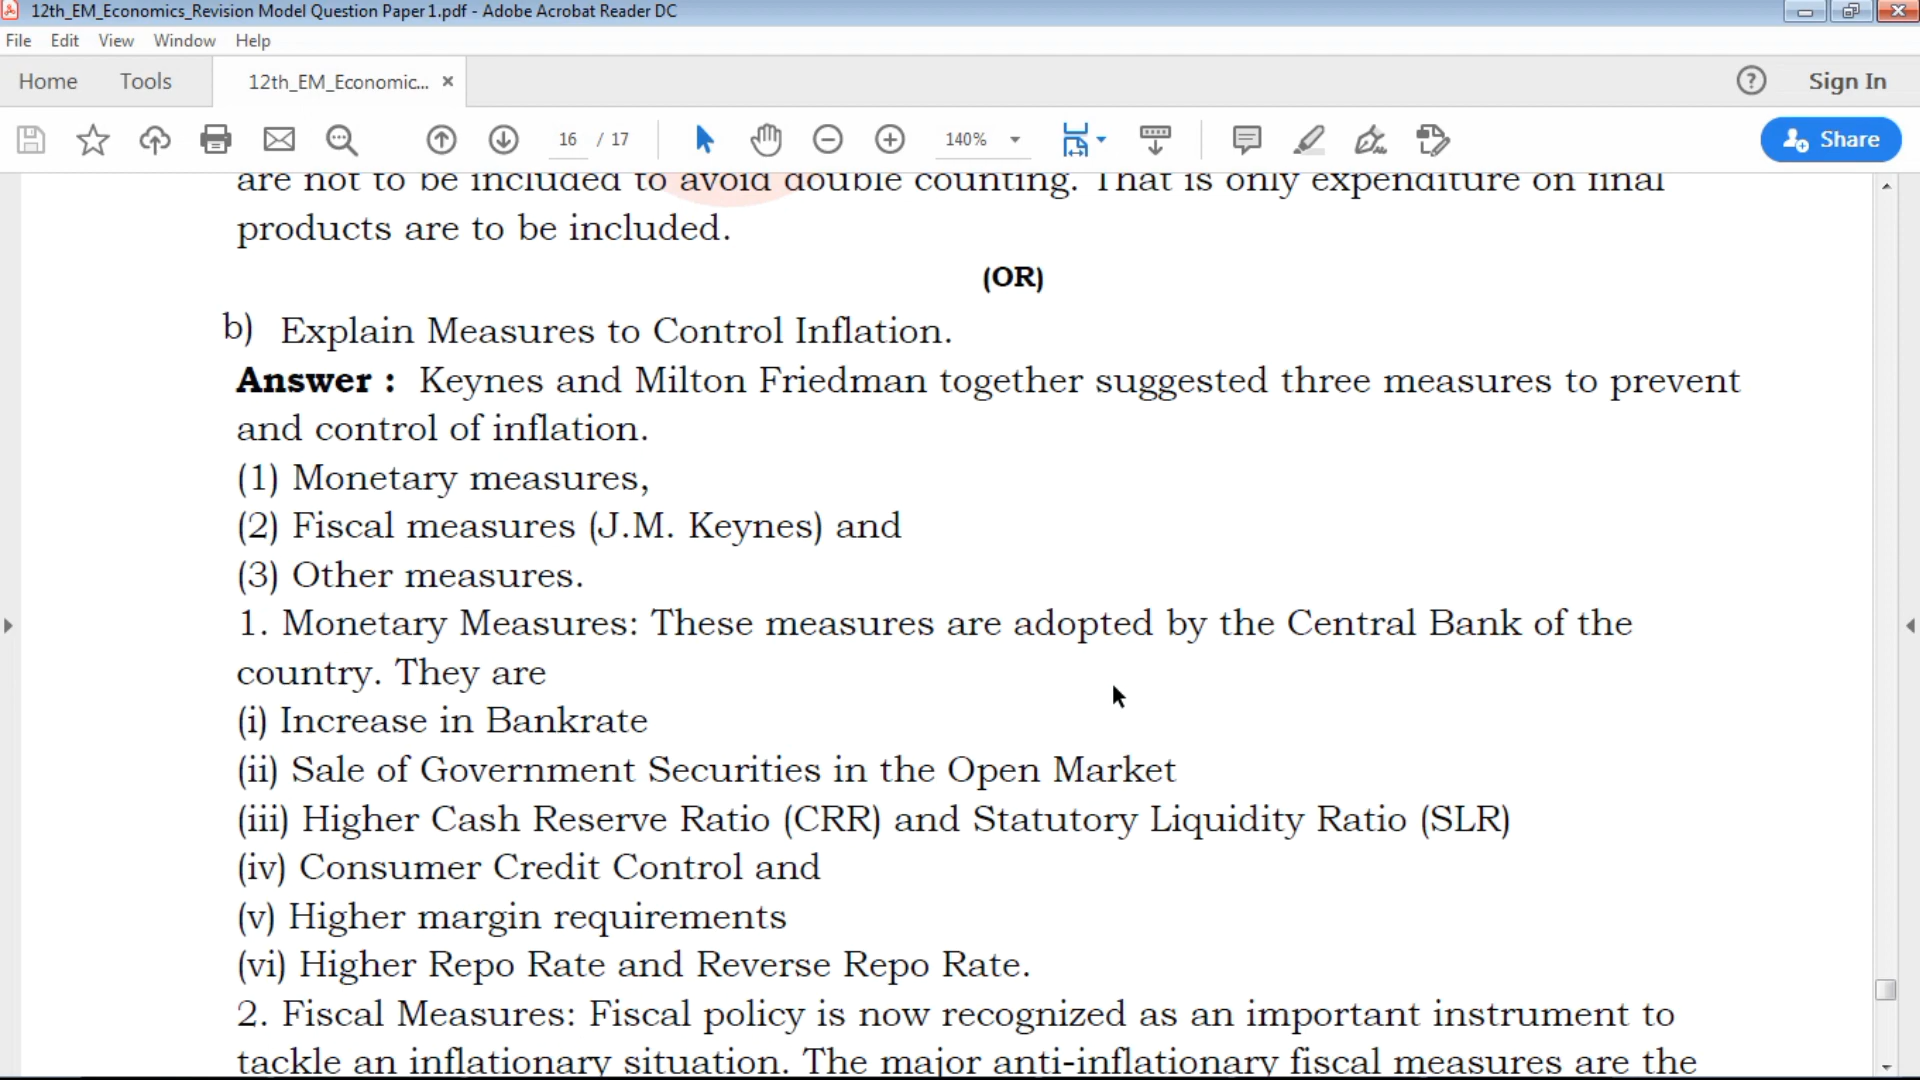 12th_EM_Economics_Revision Model Question Paper 1.pdf - Adobe Acrobat Reader DC
File Edit View Window Help
Home Tools 12th_EM_Economic... × ? Sign In
16 / 17 140% Share
are not to be included to avoid double counting. That is only expenditure on final
products are to be included.
(OR)
b) Explain Measures to Control Inflation.
Answer : Keynes and Milton Friedman together suggested three measures to prevent
and control of inflation.
(1) Monetary measures,
(2) Fiscal measures (J.M. Keynes) and
(3) Other measures.
1. Monetary Measures: These measures are adopted by the Central Bank of the
country. They are
(i) Increase in Bankrate
(ii) Sale of Government Securities in the Open Market
(iii) Higher Cash Reserve Ratio (CRR) and Statutory Liquidity Ratio (SLR)
(iv) Consumer Credit Control and
(v) Higher margin requirements
(vi) Higher Repo Rate and Reverse Repo Rate.
2. Fiscal Measures: Fiscal policy is now recognized as an important instrument to
tackle an inflationary situation. The major anti-inflationary fiscal measures are the